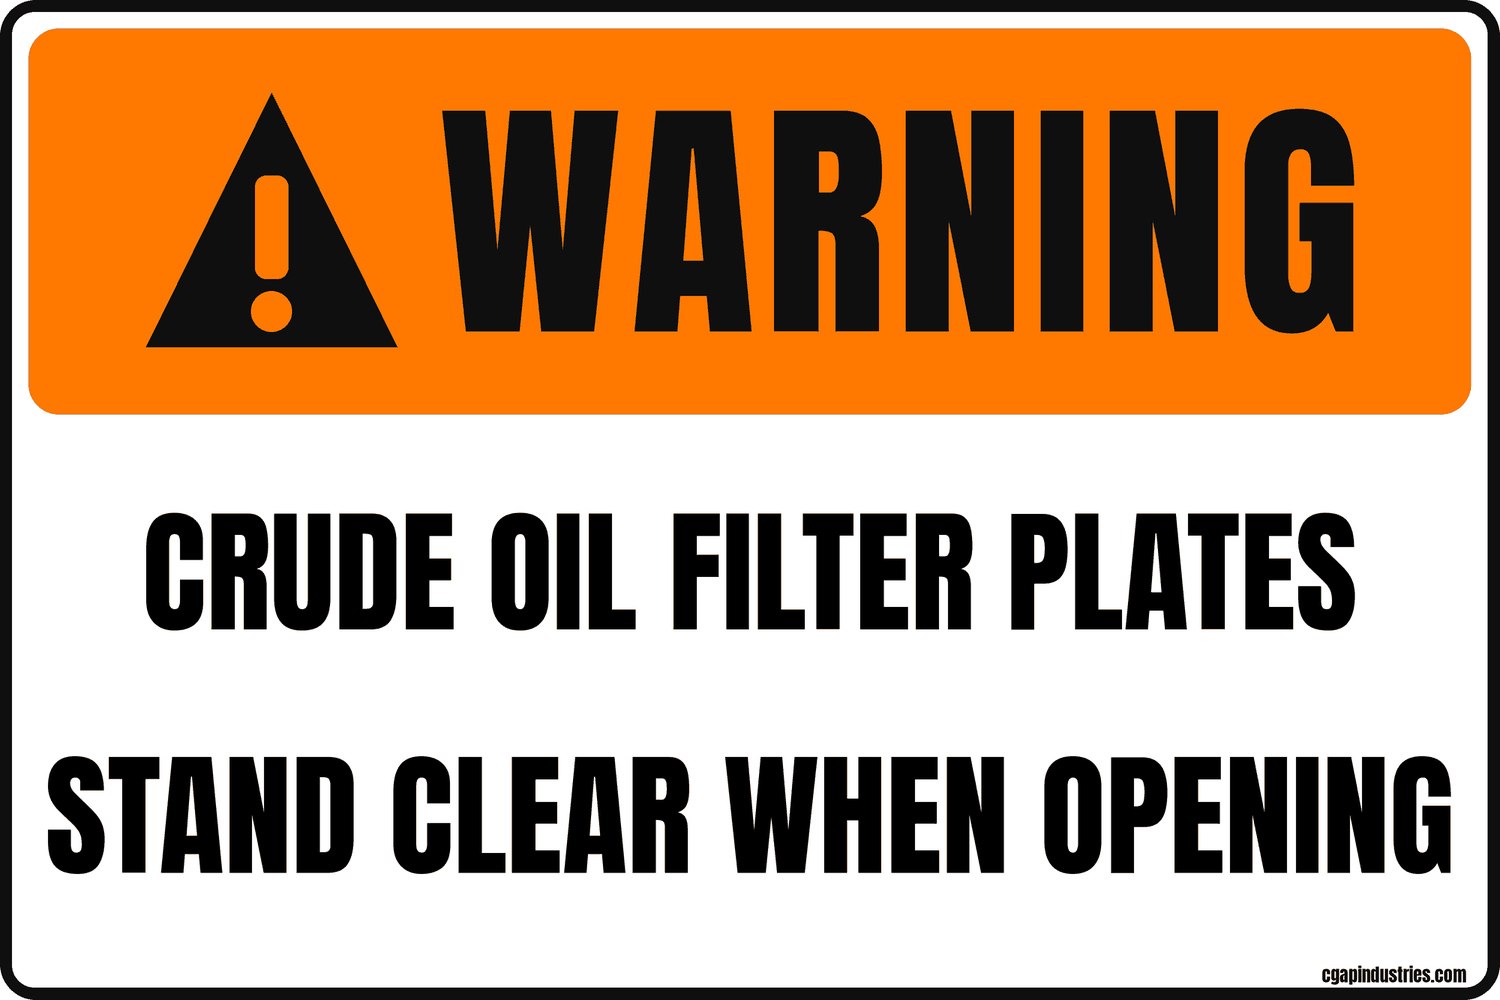 WARNING
CRUDE OIL FILTER PLATES
STAND CLEAR WHEN OPENING
cgapindustries.com